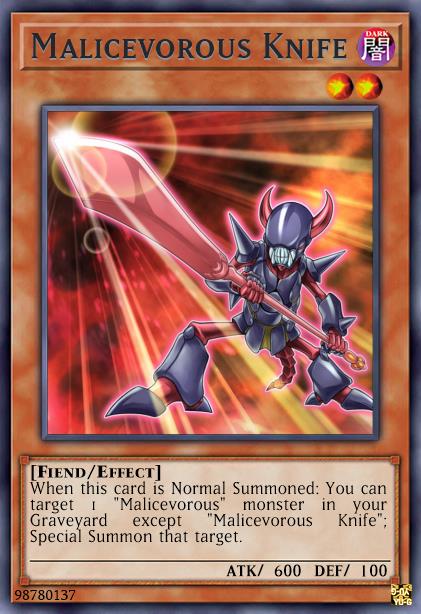 Malicevorous Knife
DARK
闇
[Fiend/Effect]
When this card is Normal Summoned: You can
target 1 "Malicevorous" monster in your
Graveyard except "Malicevorous Knife";
Special Summon that target.
ATK/ 600 DEF/ 100
98780137